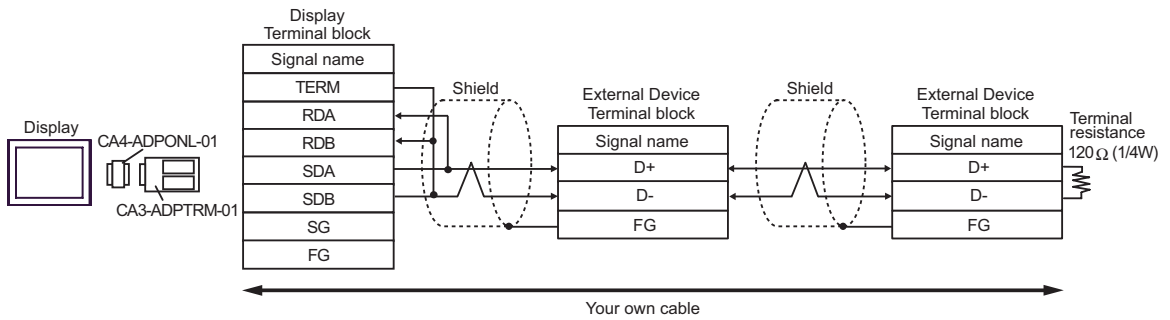 Display
CA4-ADPONL-01
CA3-ADPTRM-01
Display
Terminal block
Signal name
TERM
RDA
RDB
SDA
SDB
SG
FG
Shield
External Device
Terminal block
Signal name
D+
D-
FG
Shield
External Device
Terminal block
Signal name
D+
D-
FG
Terminal
resistance
120 Ω (1/4W)
Your own cable